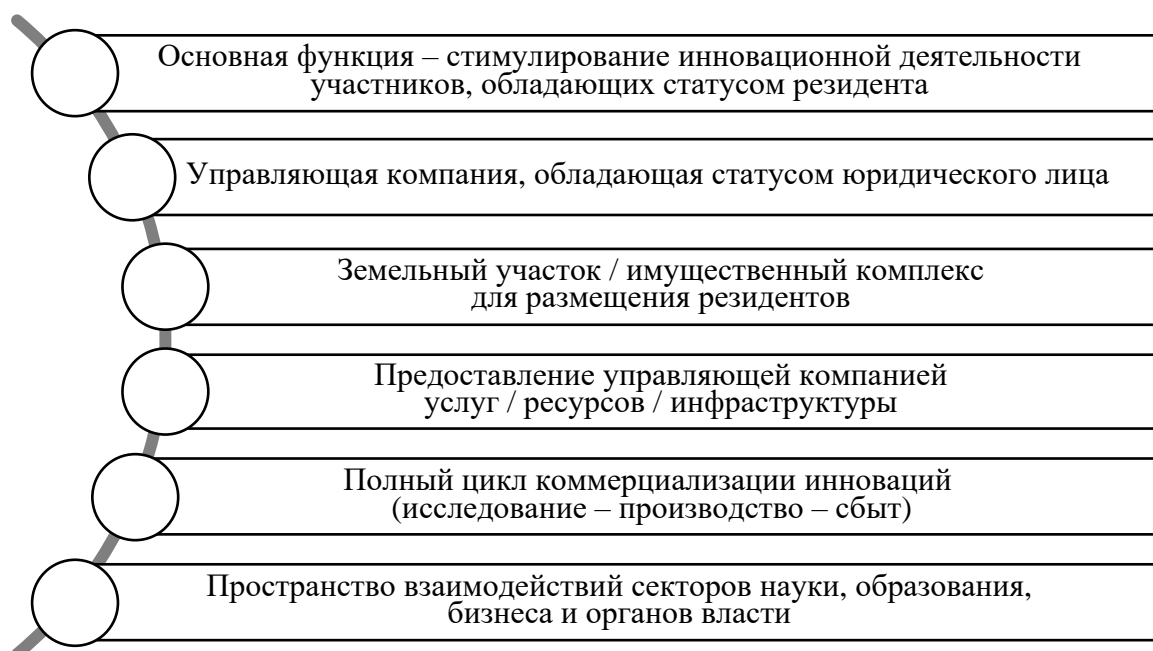 Основная функция – стимулирование инновационной деятельности
участников, обладающих статусом резидента
Управляющая компания, обладающая статусом юридического лица
Земельный участок / имущественный комплекс
для размещения резидентов
Предоставление управляющей компанией
услуг / ресурсов / инфраструктуры
Полный цикл коммерциализации инноваций
(исследование – производство – сбыт)
Пространство взаимодействий секторов науки, образования,
бизнеса и органов власти